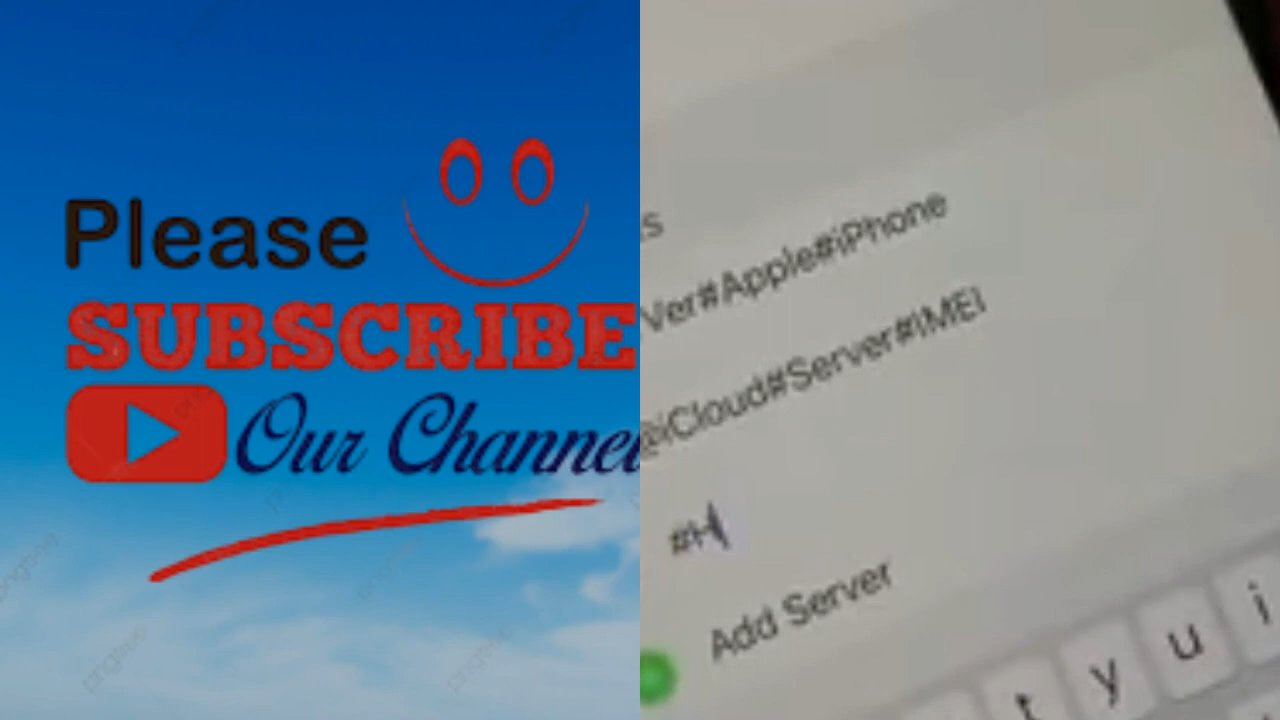 Please
SUBSCRIBE
Our Channel
s
Ver#Apple#iPhone
@iCloud#Server#IMEI
#H
Add Server
t y u i